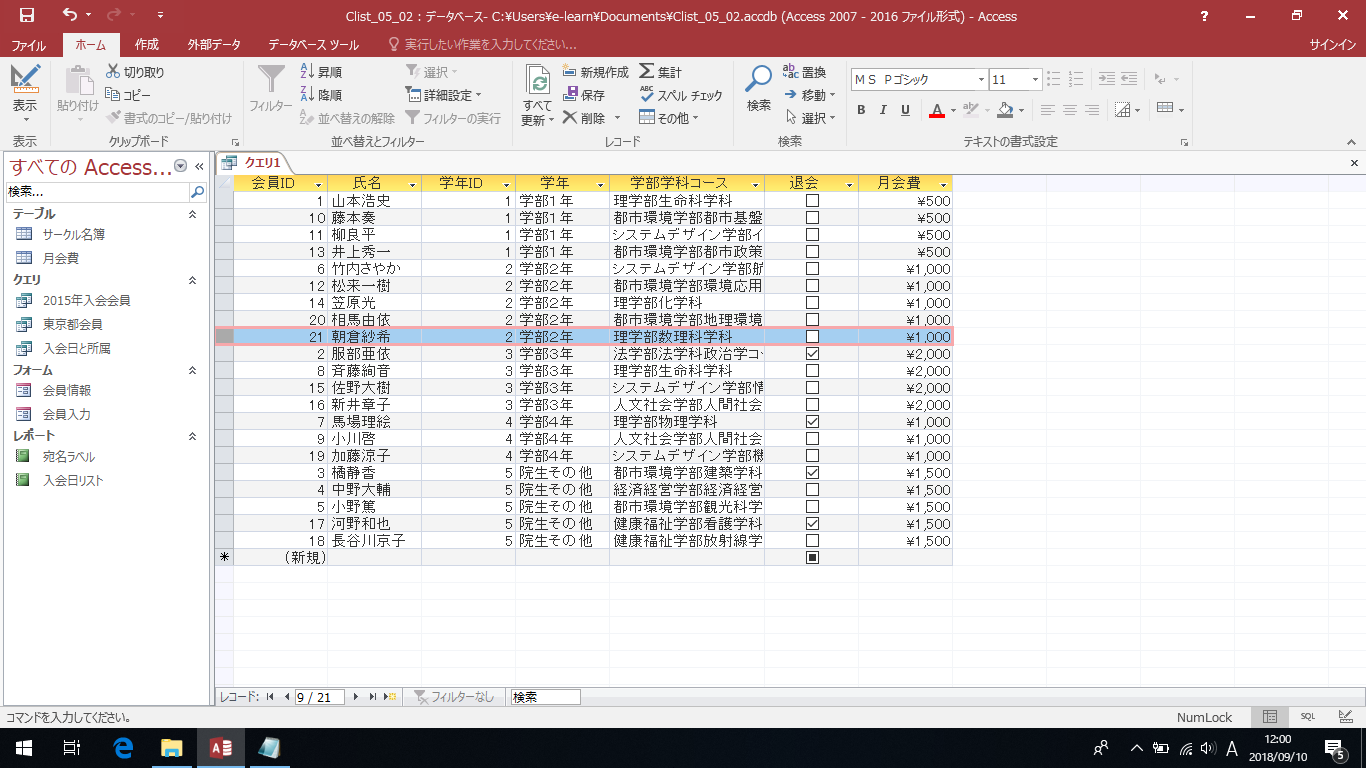 Clist_05_02 : データベース- C:¥Users¥e-learn¥Documents¥Clist_05_02.accdb (Access 2007 - 2016 ファイル形式) - Access
ファイル ホーム 作成 外部データ データベース ツール 実行したい作業を入力してください... サインイン
表示
表示
貼り付け
切り取り
コピー
書式のコピー/貼り付け
クリップボード
フィルター
昇順
降順
並べ替えの解除
選択
詳細設定
フィルターの実行
並べ替えとフィルター
すべて
更新
新規作成
保存
削除
集計
スペル チェック
その他
レコード
検索
置換
移動
選択
検索
MS Pゴシック 11
B I U A
テキストの書式設定
すべての Access...
検索...
テーブル
サークル名簿
月会費
クエリ
2015年入会会員
東京都会員
入会日と所属
フォーム
会員情報
会員入力
レポート
宛名ラベル
入会日リスト
クエリ1
会員ID 氏名 学年ID 学年 学部学科コース 退会 月会費
1 山本浩史 1 学部1年 理学部生命科学科 ¥500
10 藤本奏 1 学部1年 都市環境学部都市基盤 ¥500
11 柳良平 1 学部1年 システムデザイン学部イ ¥500
13 井上秀一 1 学部1年 都市環境学部都市政策 ¥500
6 竹内さやか 2 学部2年 システムデザイン学部航 ¥1,000
12 松来一樹 2 学部2年 都市環境学部環境応用 ¥1,000
14 笠原光 2 学部2年 理学部化学科 ¥1,000
20 相馬由依 2 学部2年 都市環境学部地理環境 ¥1,000
21 朝倉紗希 2 学部2年 理学部数理科学科 ¥1,000
2 服部亜依 3 学部3年 法学部法学科政治学コー ¥2,000
8 斉藤絢音 3 学部3年 理学部生命科学科 ¥2,000
15 佐野大樹 3 学部3年 システムデザイン学部情 ¥2,000
16 新井章子 3 学部3年 人文社会学部人間社会 ¥2,000
7 馬場理絵 4 学部4年 理学部物理学科 ¥1,000
9 小川啓 4 学部4年 人文社会学部人間社会 ¥1,000
19 加藤涼子 4 学部4年 システムデザイン学部機 ¥1,000
3 橘静香 5 院生その他 都市環境学部建築学科 ¥1,500
4 中野大輔 5 院生その他 経済経営学部経済経営 ¥1,500
5 小野篤 5 院生その他 都市環境学部観光科学 ¥1,500
17 河野和也 5 院生その他 健康福祉学部看護学科 ¥1,500
18 長谷川京子 5 院生その他 健康福祉学部放射線学 ¥1,500
* (新規)
レコード: 9 / 21 フィルターなし 検索
コマンドを入力してください。
NumLock SQL
A
12:00
2018/09/10
5